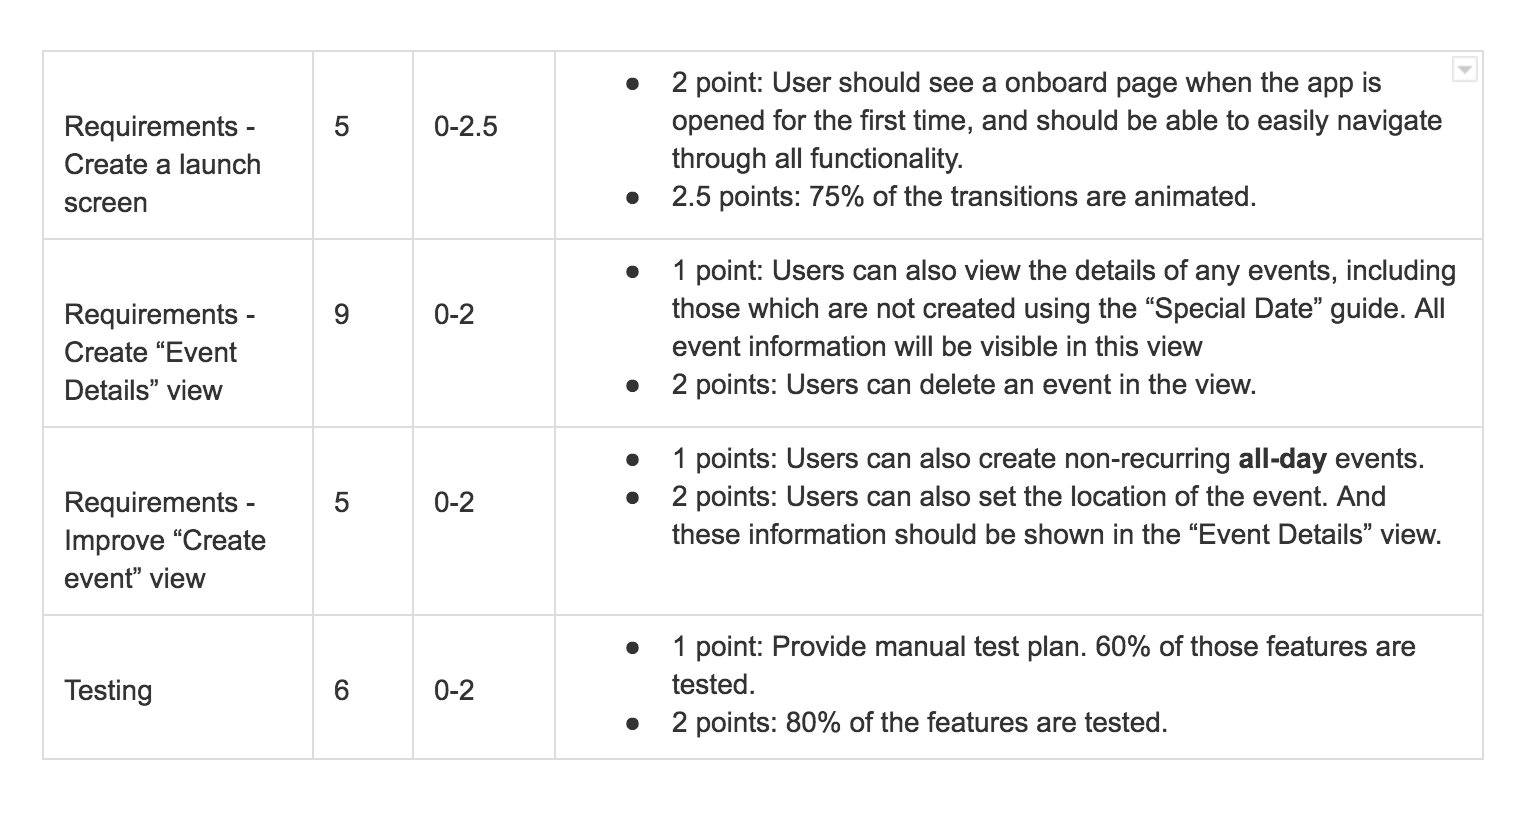 Requirements -
Create a launch
screen
5
0-2.5
● 2 point: User should see a onboard page when the app is
opened for the first time, and should be able to easily navigate
through all functionality.
● 2.5 points: 75% of the transitions are animated.
Requirements -
Create “Event
Details” view
9
0-2
● 1 point: Users can also view the details of any events, including
those which are not created using the “Special Date” guide. All
event information will be visible in this view
● 2 points: Users can delete an event in the view.
Requirements -
Improve “Create
event” view
5
0-2
● 1 points: Users can also create non-recurring all-day events.
● 2 points: Users can also set the location of the event. And
these information should be shown in the “Event Details” view.
Testing
6
0-2
● 1 point: Provide manual test plan. 60% of those features are
tested.
● 2 points: 80% of the features are tested.